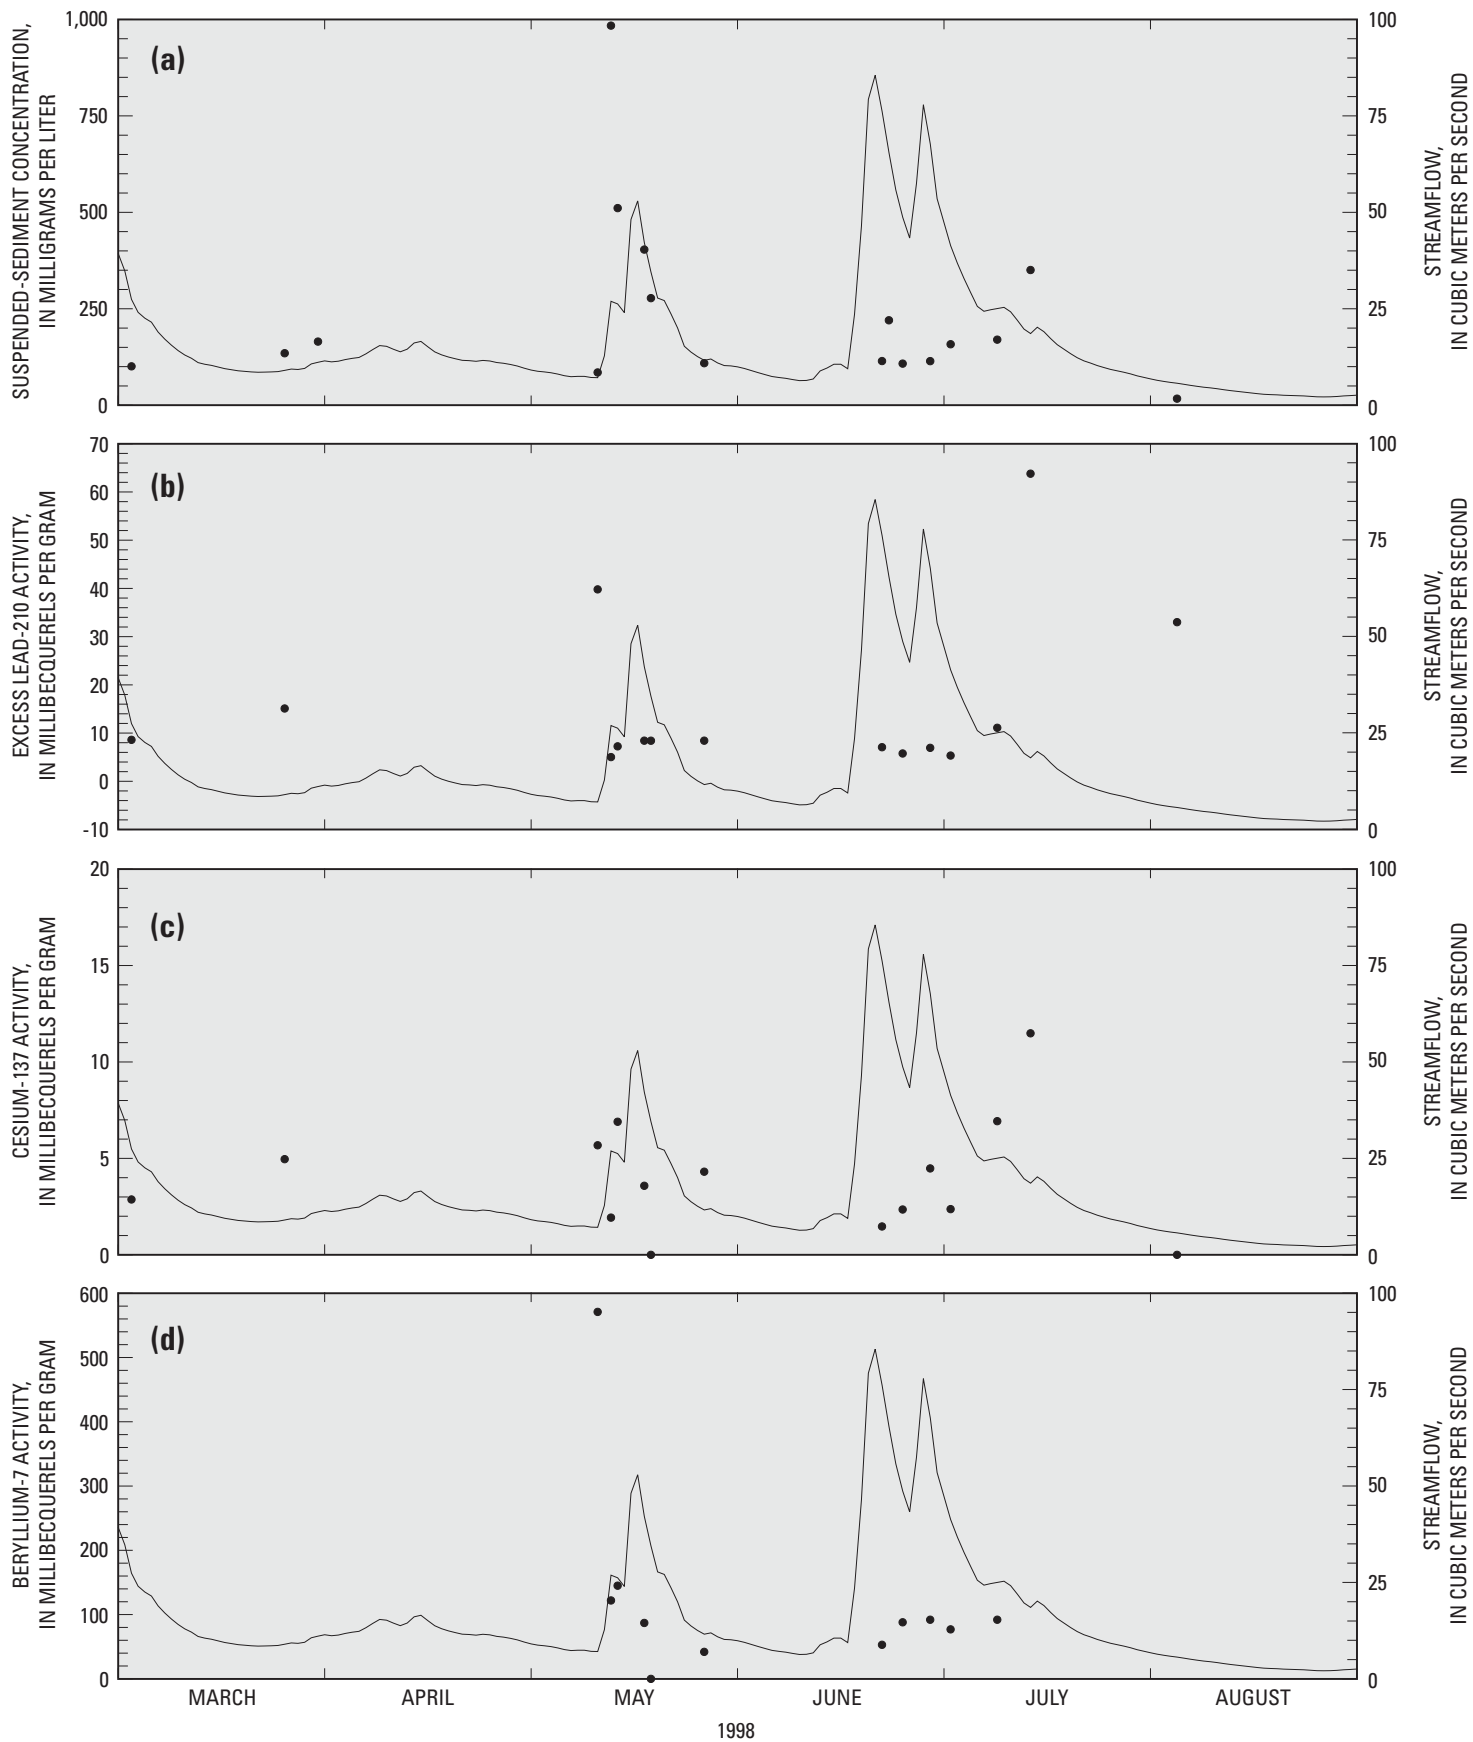 SUSPENDED-SEDIMENT CONCENTRATION,
IN MILLIGRAMS PER LITER
1,000
750
500
250
0
(a)
100
75
50
25
0
STREAMFLOW,
IN CUBIC METERS PER SECOND
EXCESS LEAD-210 ACTIVITY,
IN MILLIBECQUERELS PER GRAM
70
60
50
40
30
20
10
0
-10
(b)
100
75
50
25
0
STREAMFLOW,
IN CUBIC METERS PER SECOND
CESIUM-137 ACTIVITY,
IN MILLIBECQUERELS PER GRAM
20
15
10
5
0
(c)
100
75
50
25
0
STREAMFLOW,
IN CUBIC METERS PER SECOND
BERYLLIUM-7 ACTIVITY,
IN MILLIBECQUERELS PER GRAM
600
500
400
300
200
100
0
(d)
100
75
50
25
0
STREAMFLOW,
IN CUBIC METERS PER SECOND
MARCH APRIL MAY JUNE JULY AUGUST
1998